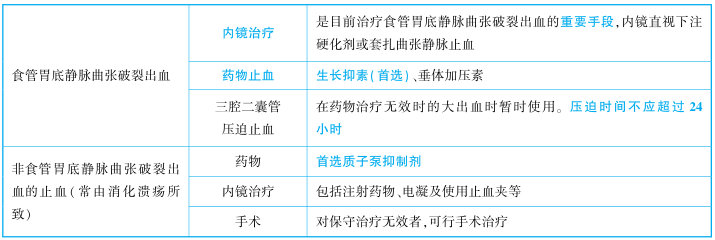 食管胃底静脉曲张破裂出血
内镜治疗
是目前治疗食管胃底静脉曲张破裂出血的重要手段,内镜直视下注
硬化剂或套扎曲张静脉止血
药物止血
生长抑素(首选)、垂体加压素
三腔二囊管
压迫止血
在药物治疗无效时的大出血时暂时使用。压迫时间不应超过 24
小时
非食管胃底静脉曲张破裂出
血的止血(常由消化溃疡所
致)
药物
首选质子泵抑制剂
内镜治疗
包括注射药物、电凝及使用止血夹等
手术
对保守治疗无效者,可行手术治疗